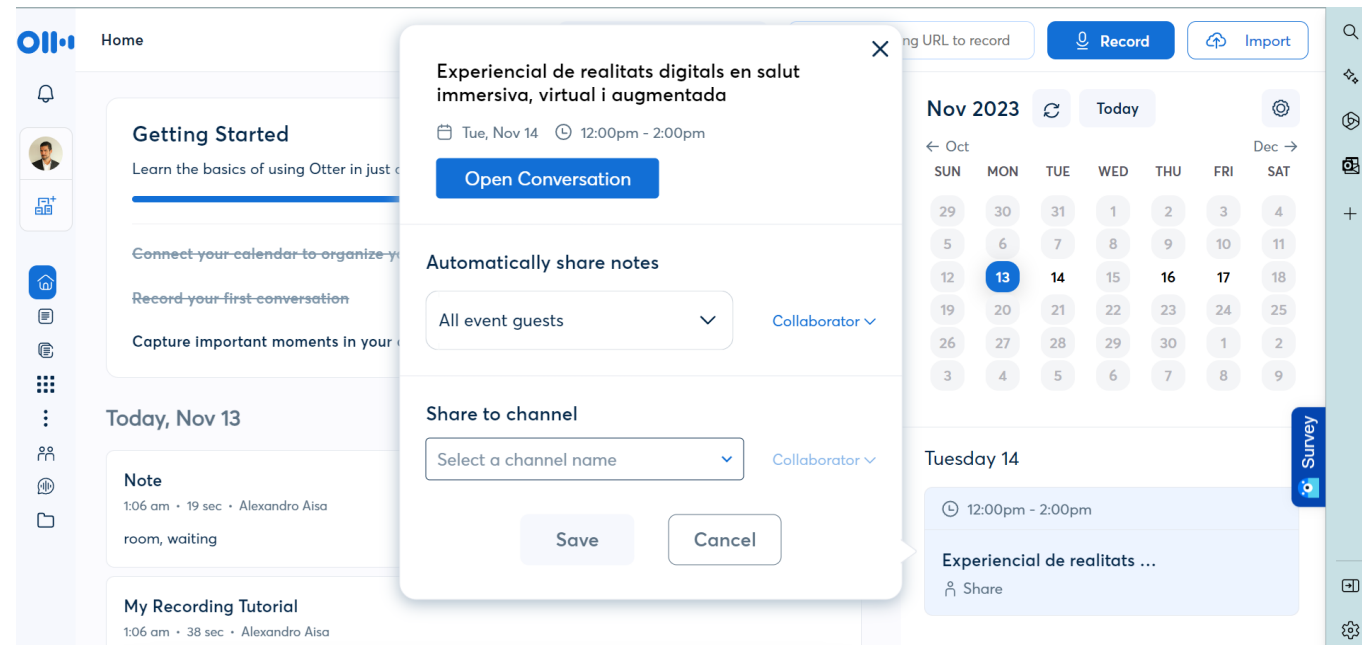 Home
ng URL to record
Record
Import
Getting Started
Learn the basics of using Otter in just
Connect your calendar to organize
Record your first conversation
Capture important moments in your
Today, Nov 13
Note
1:06 am • 19 sec • Alexandro Aisa
room, waiting
My Recording Tutorial
1:06 am • 38 sec • Alexandro Aisa
Experiencial de realitats digitals en salut
immersiva, virtual i augmentada
Tue, Nov 14 12:00pm - 2:00pm
Open Conversation
Automatically share notes
All event guests
Collaborator
Share to channel
Select a channel name
Collaborator
Save Cancel
Nov 2023 Today
← Oct Dec →
SUN MON TUE WED THU FRI SAT
29 30 31 1 2 3 4
5 6 7 8 9 10 11
12 13 14 15 16 17 18
19 20 21 22 23 24 25
26 27 28 29 30 1 2
3 4 5 6 7 8 9
Survey
Tuesday 14
12:00pm - 2:00pm
Experiencial de realitats ...
Share